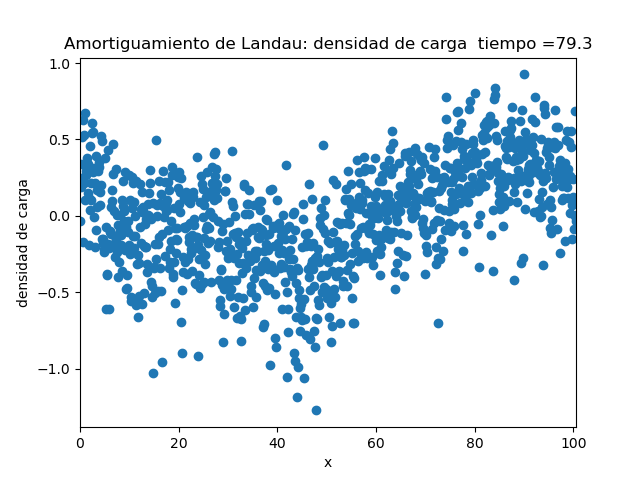 Amortiguamiento de Landau: densidad de carga  tiempo =79.3
1.0
0.5
0.0
−0.5
−1.0
densidad de carga
0 20 40 60 80 100
x